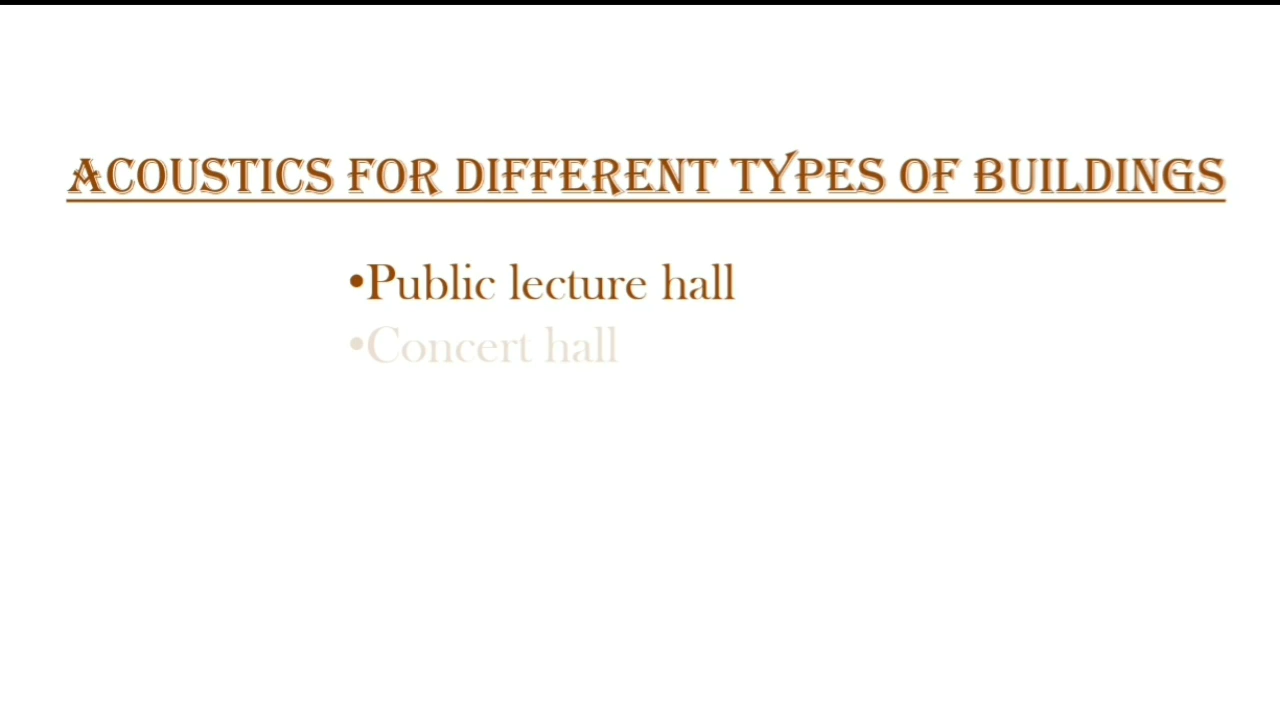 ACOUSTICS FOR DIFFERENT TYPES OF BUILDINGS
•Public lecture hall
•Concert hall